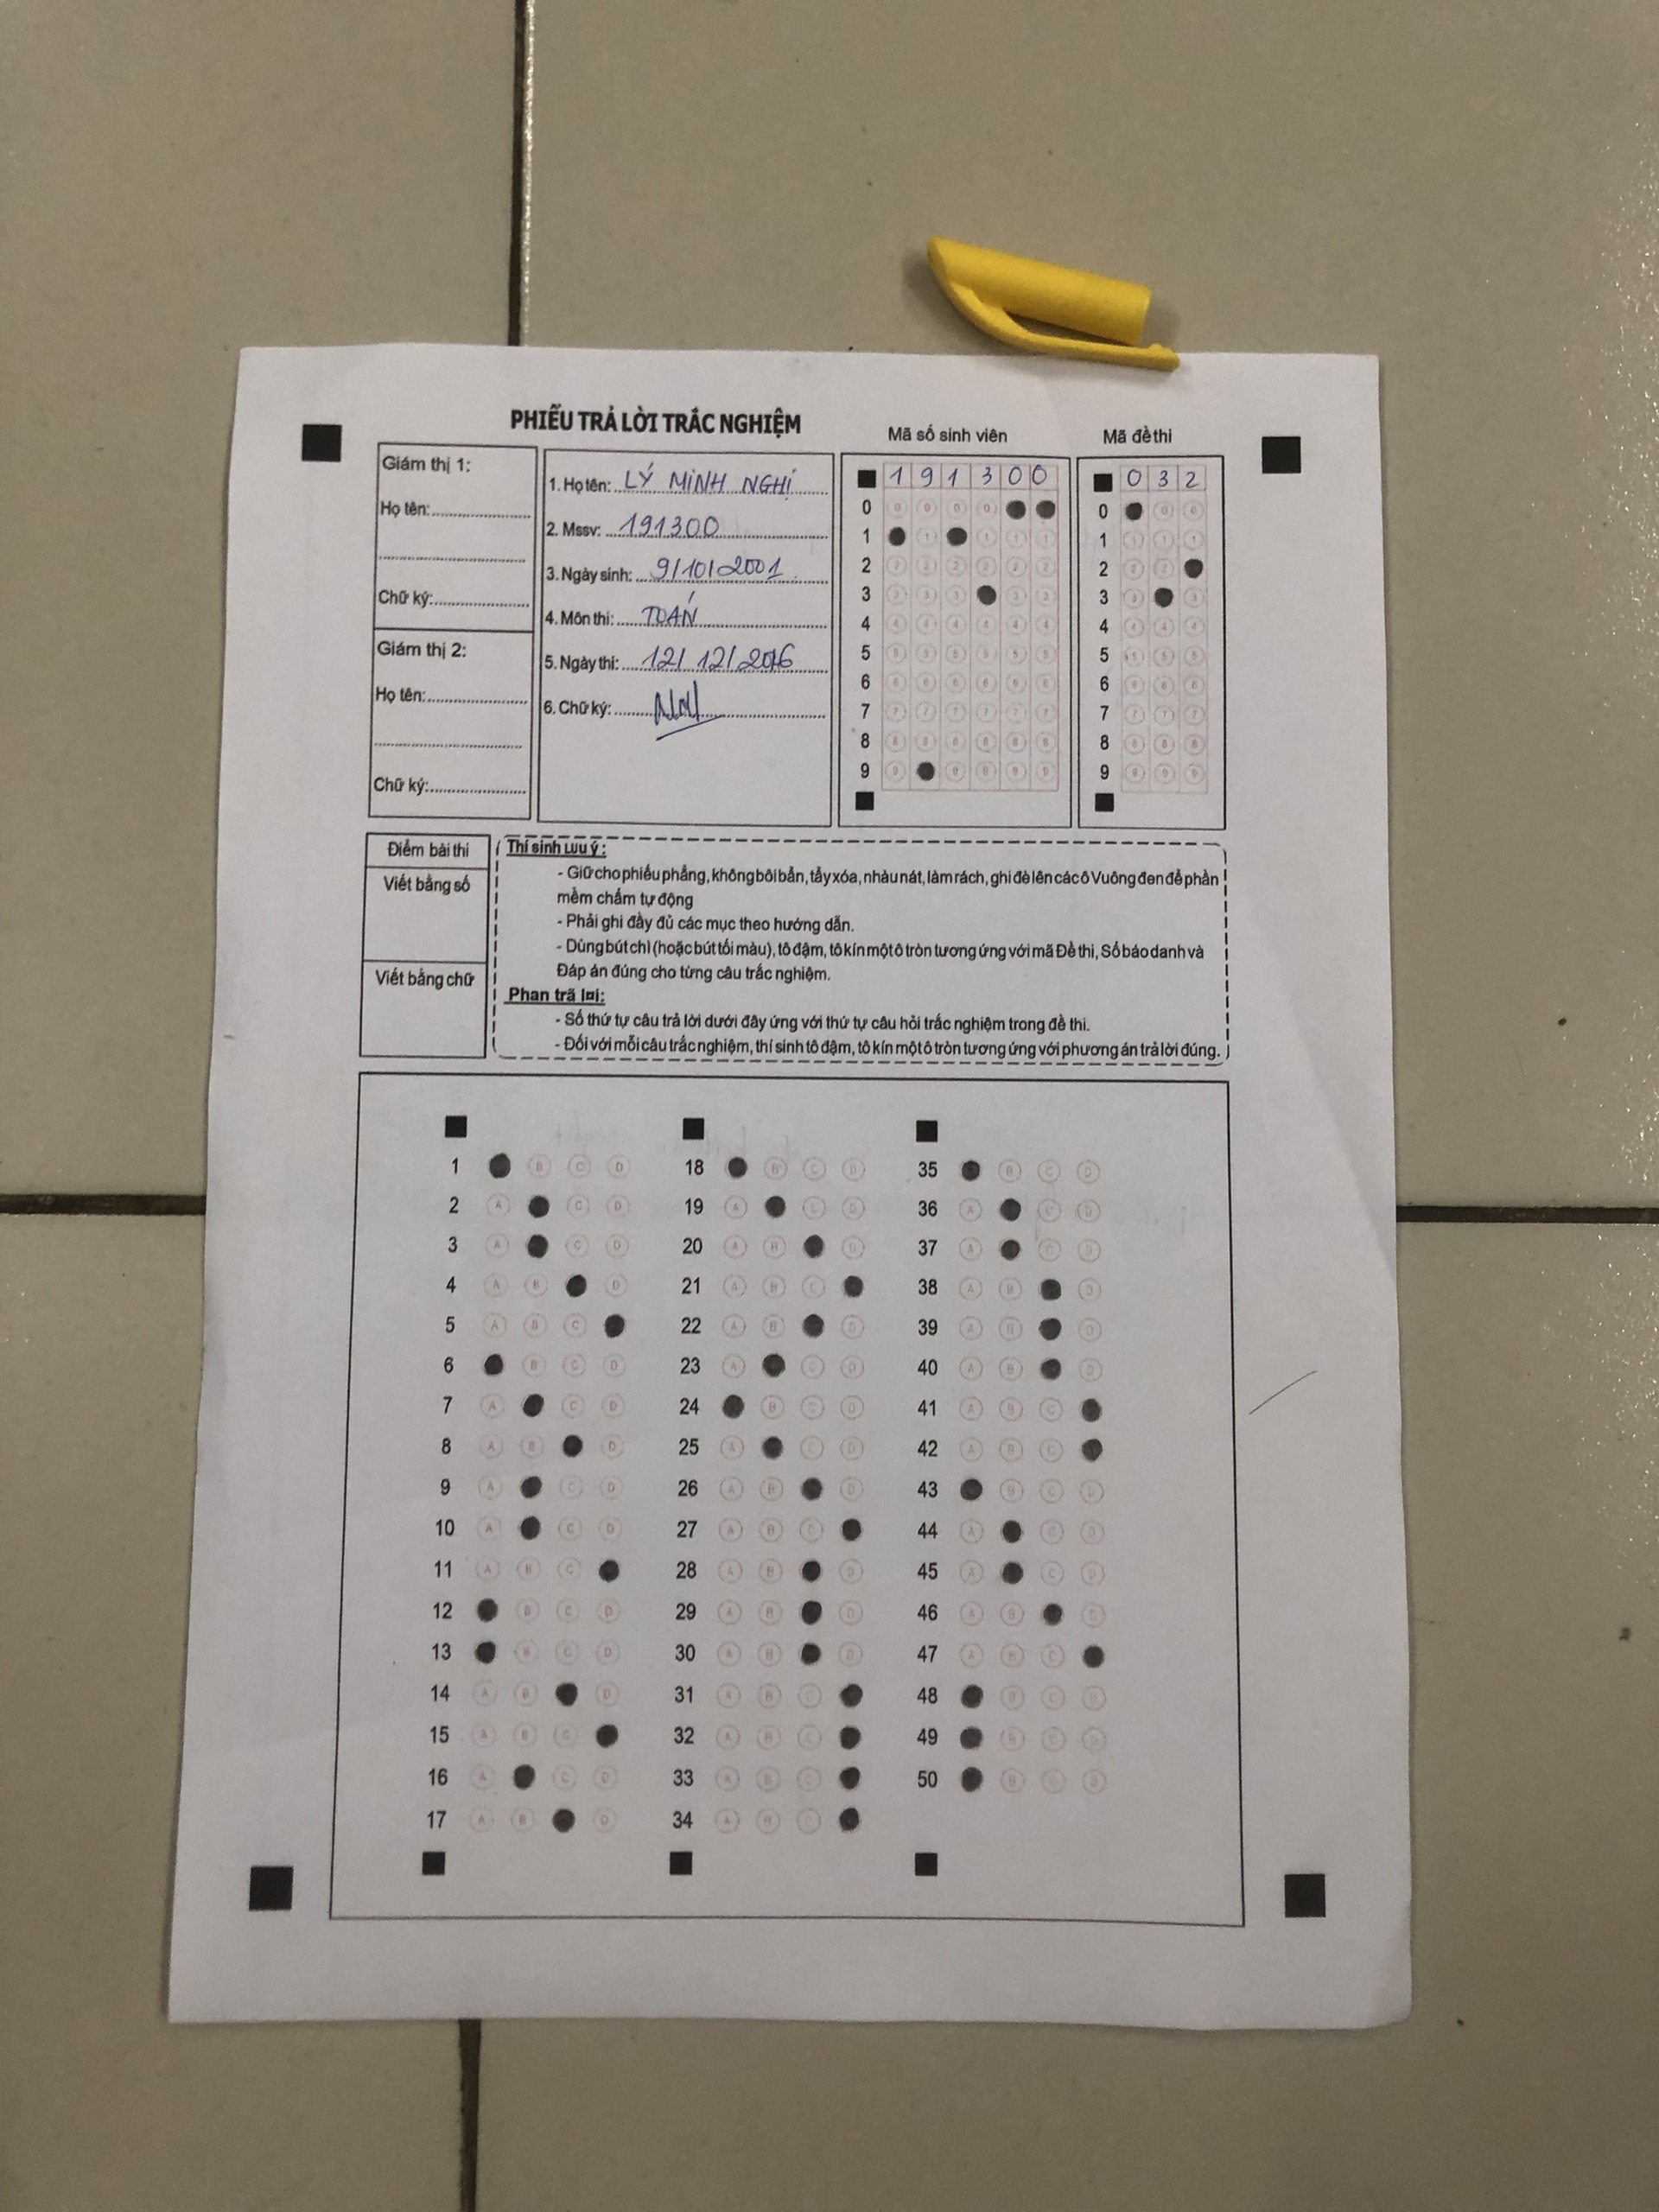 PHIẾU TRẢ LỜI TRẮC NGHIỆM
Giám thị 1:
Họ tên:
Chữ ký:
Giám thị 2:
Họ tên:
Chữ ký:
1. Họ tên: LÝ MINH NGHỊ
2. Mssv: 191300
3. Ngày sinh: 9/10/2001
4. Môn thi: TOÁN
5. Ngày thi: 12/12/2016
6. Chữ ký:
Mã số sinh viên
1 9 1 3 0 0
0
1
2
3
4
5
6
7
8
9
Mã đề thi
0 3 2
0
1
2
3
4
5
6
7
8
9
Điểm bài thi
Viết bằng số
Viết bằng chữ
Thí sinh Lưu ý :
- Giữ cho phiếu phẳng, không bôi bẩn, tẩy xóa, nhàu nát, làm rách, ghi đè lên các ô Vuông đen để phần
mềm chấm tự động
- Phải ghi đầy đủ các mục theo hướng dẫn.
- Dùng bút chì (hoặc bút tối màu), tô đậm, tô kín một ô tròn tương ứng với mã Đề thi, Số báo danh và
Đáp án đúng cho từng câu trắc nghiệm.
Phan trã lơi:
- Số thứ tự câu trả lời dưới đây ứng với thứ tự câu hỏi trắc nghiệm trong đề thi.
- Đối với mỗi câu trắc nghiệm, thí sinh tô đậm, tô kín một ô tròn tương ứng với phương án trả lời đúng.
1 B C D
2 A C D
3 A C D
4 A B D
5 A B C
6 B C D
7 A C D
8 A B D
9 A C D
10 A C D
11 A B C
12 B C D
13 B C D
14 A B D
15 A B C
16 A C D
17 A B D
18 B C D
19 A C D
20 A B D
21 A B C
22 A B D
23 A C D
24 B C D
25 A C D
26 A B D
27 A B C
28 A B D
29 A B D
30 A B D
31 A B C
32 A B C
33 A B C
34 A B C
35 B C D
36 A C D
37 A C D
38 A B D
39 A B D
40 A B D
41 A B C
42 A B C
43 B C D
44 A C D
45 A C D
46 A B D
47 A B C
48 B C D
49 B C D
50 B C D